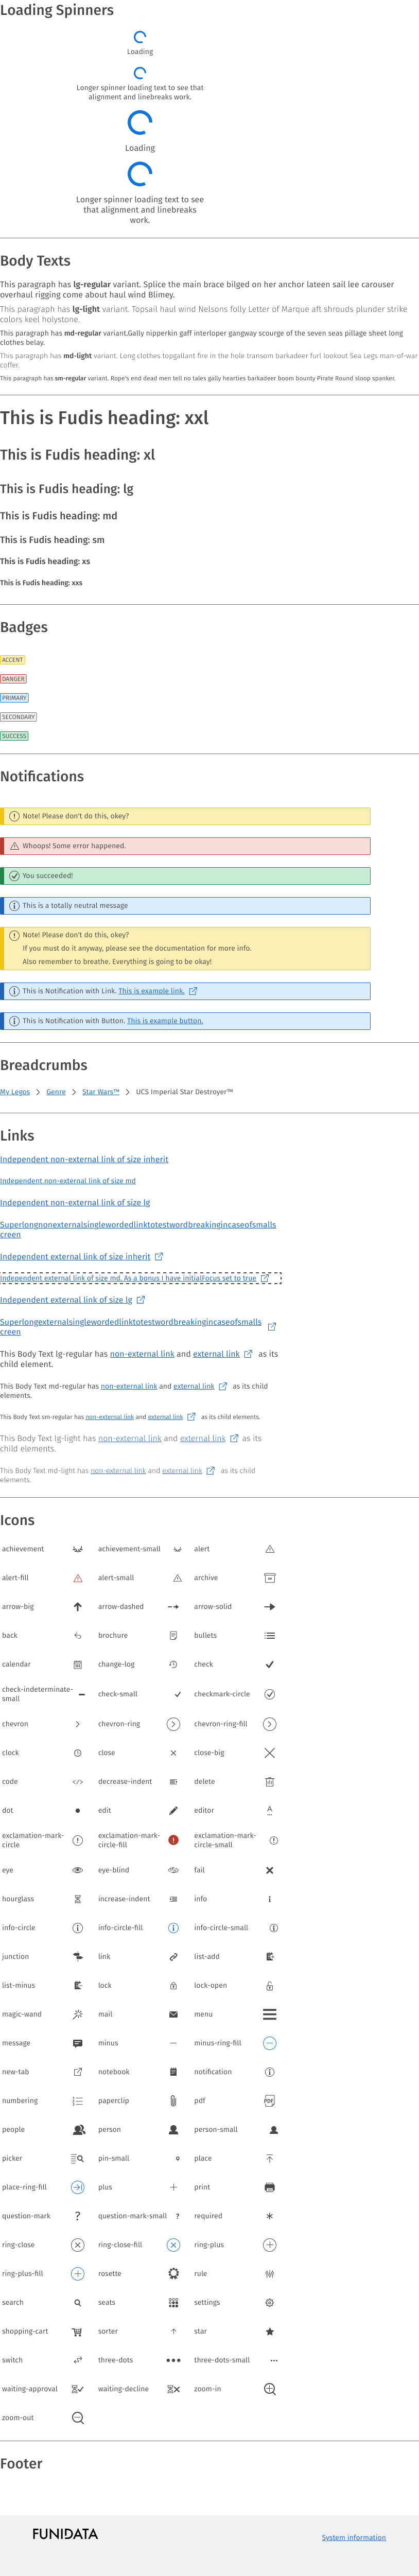 Loading Spinners
Loading
Longer spinner loading text to see that
alignment and linebreaks work.
Loading
Longer spinner loading text to see
that alignment and linebreaks
work.
Body Texts
This paragraph has lg-regular variant. Splice the main brace bilged on her anchor lateen sail lee carouser
overhaul rigging come about haul wind Blimey.
This paragraph has lg-light variant. Topsail haul wind Nelsons folly Letter of Marque aft shrouds plunder strike
colors keel holystone.
This paragraph has md-regular variant.Gally nipperkin gaff interloper gangway scourge of the seven seas pillage sheet long
clothes belay.
This paragraph has md-light variant. Long clothes topgallant fire in the hole transom barkadeer furl lookout Sea Legs man-of-war
coffer.
This paragraph has sm-regular variant. Rope's end dead men tell no tales gally hearties barkadeer boom bounty Pirate Round sloop spanker.
This is Fudis heading: xxl
This is Fudis heading: xl
This is Fudis heading: lg
This is Fudis heading: md
This is Fudis heading: sm
This is Fudis heading: xs
This is Fudis heading: xxs
Badges
ACCENT
DANGER
PRIMARY
SECONDARY
SUCCESS
Notifications
Note! Please don't do this, okey?
Whoops! Some error happened.
You succeeded!
This is a totally neutral message
Note! Please don't do this, okey?
If you must do it anyway, please see the documentation for more info.
Also remember to breathe. Everything is going to be okay!
This is Notification with Link. This is example link.
This is Notification with Button. This is example button.
Breadcrumbs
My Legos > Genre > Star Wars™ > UCS Imperial Star Destroyer™
Links
Independent non-external link of size inherit
Independent non-external link of size md
Independent non-external link of size lg
Superlongnonexternalsinglewordedlinktotestwordbreakingincaseofsmalls
creen
Independent external link of size inherit
Independent external link of size md. As a bonus I have initialFocus set to true
Independent external link of size lg
Superlongexternalsinglewordedlinktotestwordbreakingincaseofsmalls
creen
This Body Text lg-regular has non-external link and external link as its
child element.
This Body Text md-regular has non-external link and external link as its child
elements.
This Body Text sm-regular has non-external link and external link as its child elements.
This Body Text lg-light has non-external link and external link as its
child elements.
This Body Text md-light has non-external link and external link as its child
elements.
Icons
achievement achievement-small alert
alert-fill alert-small archive
arrow-big arrow-dashed arrow-solid
back brochure bullets
calendar change-log check
check-indeterminate-
small check-small checkmark-circle
chevron chevron-ring chevron-ring-fill
clock close close-big
code decrease-indent delete
dot edit editor
exclamation-mark-
circle exclamation-mark-
circle-fill exclamation-mark-
circle-small
eye eye-blind fail
hourglass increase-indent info
info-circle info-circle-fill info-circle-small
junction link list-add
list-minus lock lock-open
magic-wand mail menu
message minus minus-ring-fill
new-tab notebook notification
numbering paperclip pdf PDF
people person person-small
picker pin-small place
place-ring-fill plus print
question-mark question-mark-small required
ring-close ring-close-fill ring-plus
ring-plus-fill rosette rule
search seats settings
shopping-cart sorter star
switch three-dots three-dots-small
waiting-approval waiting-decline zoom-in
zoom-out
Footer
FUNIDATA
System information